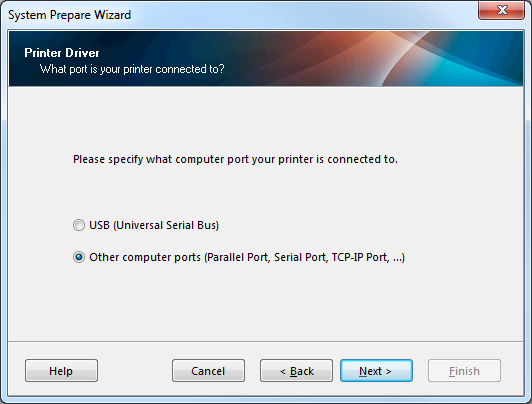 System Prepare Wizard
Printer Driver
What port is your printer connected to?
Please specify what computer port your printer is connected to.
USB (Universal Serial Bus)
Other computer ports (Parallel Port, Serial Port, TCP-IP Port, ...)
Help
Cancel
< Back
Next >
Finish